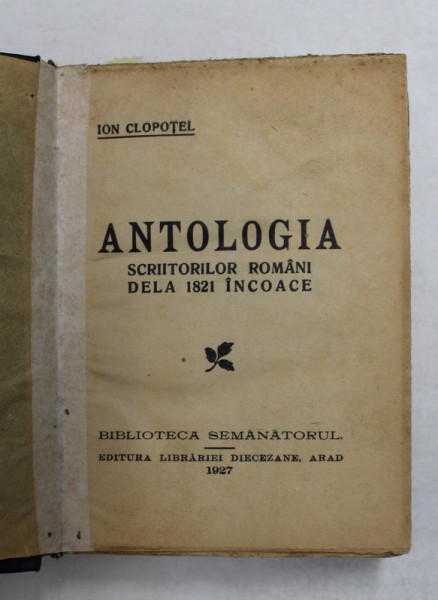 ION CLOPOȚEL
ANTOLOGIA
SCRIITORILOR ROMÂNI
DELA 1821 ÎNCOACE
BIBLIOTECA SEMĂNĂTORUL.
EDITURA LIBRĂRIEI DIECEZANE, ARAD
1927